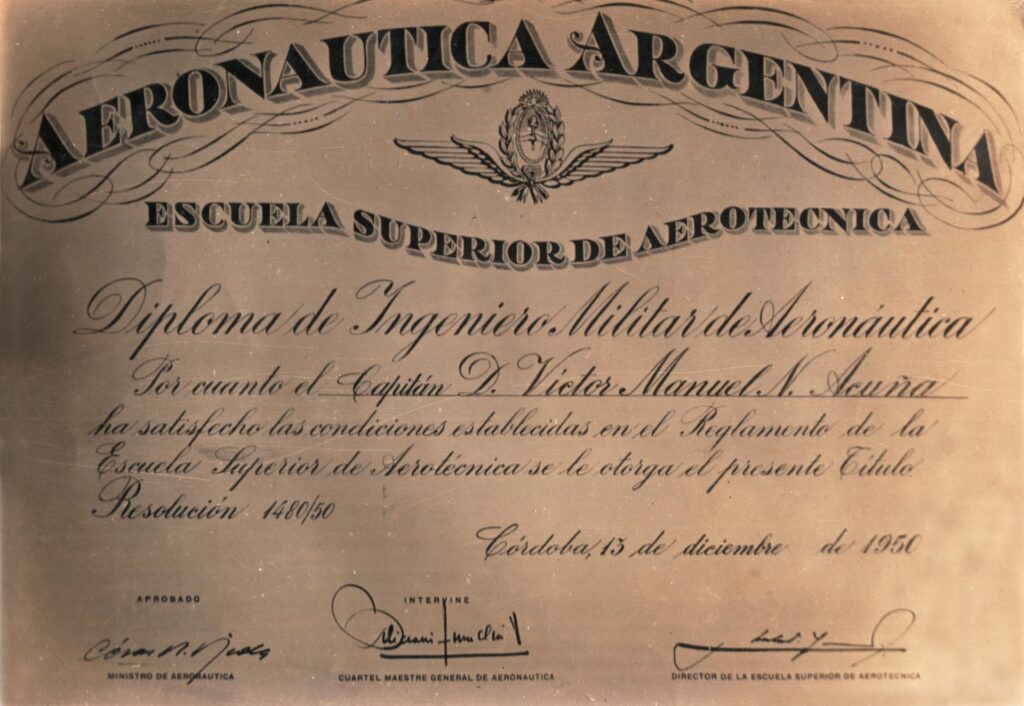 AERONAUTICA ARGENTINA
ESCUELA SUPERIOR DE AEROTECNICA
Diploma de Ingeniero Militar de Aeronáutica
Por cuanto el Capitán D. Victor Manuel N. Acuña
ha satisfecho las condiciones establecidas en el Reglamento de la
Escuela Superior de Aerotécnica se le otorga el presente Título
Resolución 1480/50
Córdoba, 13 de diciembre de 1950
APROBADO
INTERVINE
MINISTRO DE AERONAUTICA
CUARTEL MAESTRE GENERAL DE AERONAUTICA
DIRECTOR DE LA ESCUELA SUPERIOR DE AEROTECNICA